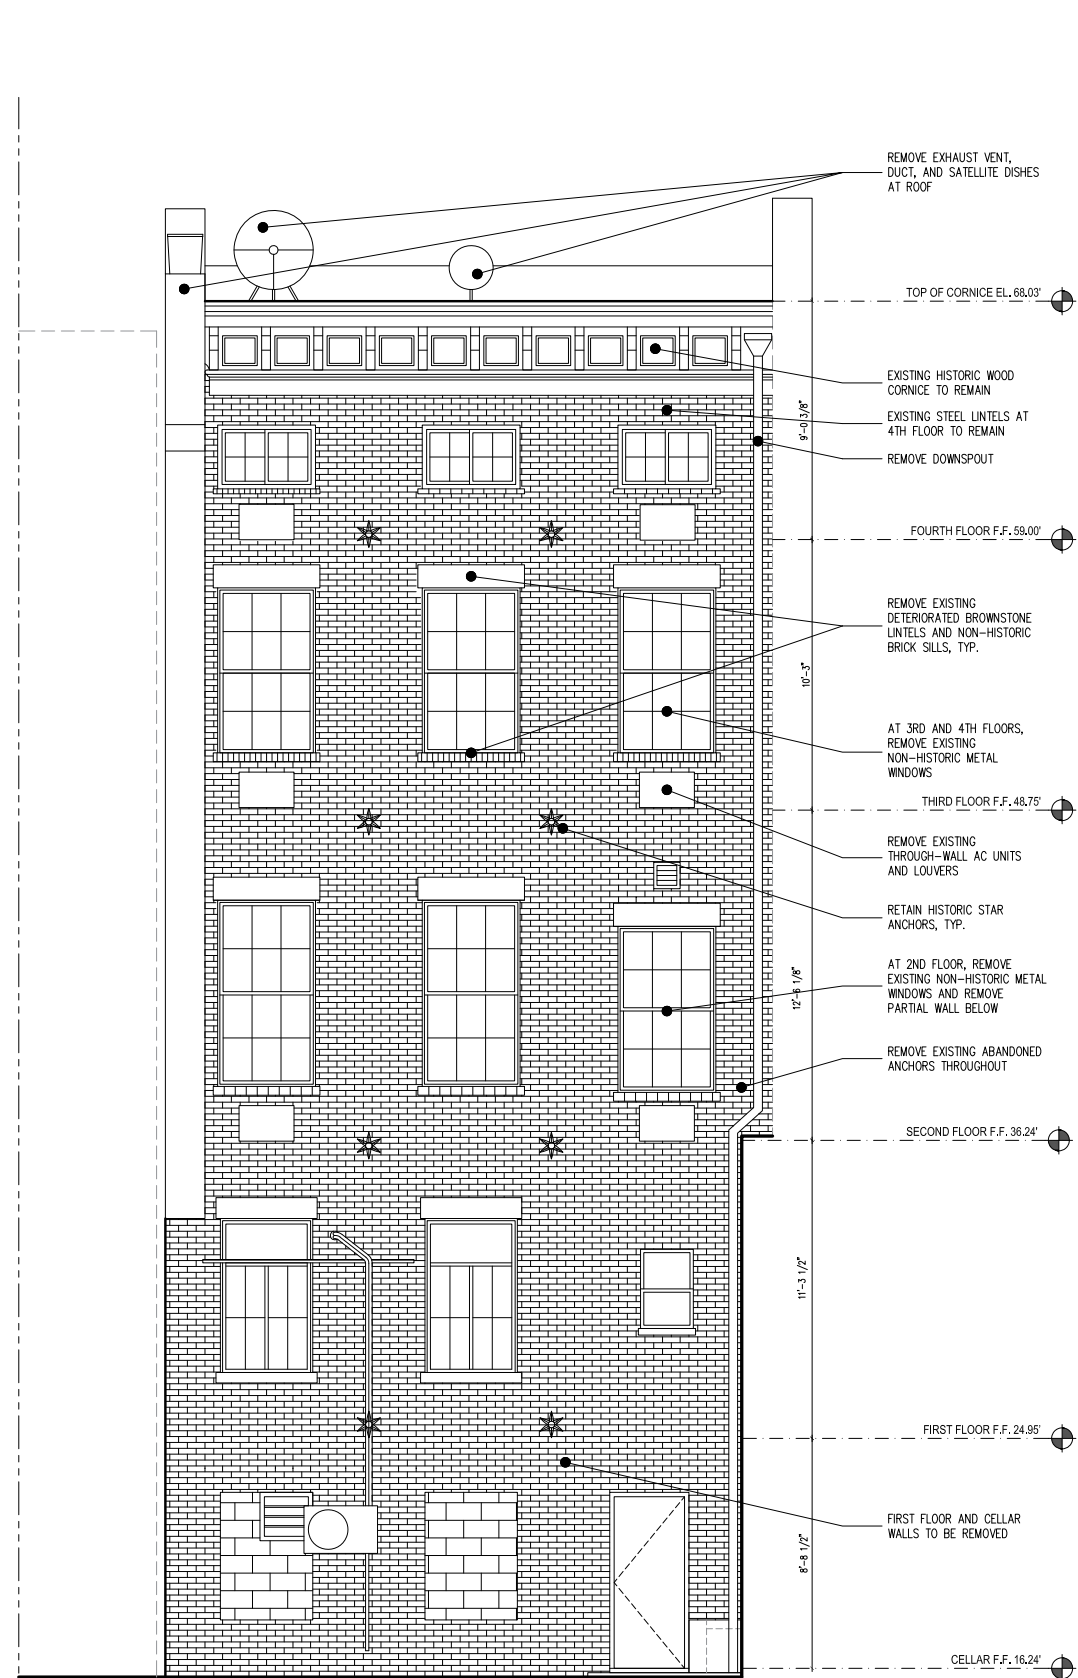 REMOVE EXHAUST VENT,
DUCT, AND SATELLITE DISHES
AT ROOF
TOP OF CORNICE EL. 68.03'
EXISTING HISTORIC WOOD
CORNICE TO REMAIN
9'-0 3/8"
EXISTING STEEL LINTELS AT
4TH FLOOR TO REMAIN
REMOVE DOWNSPOUT
FOURTH FLOOR F.F. 59.00'
REMOVE EXISTING
DETERIORATED BROWNSTONE
LINTELS AND NON-HISTORIC
BRICK SILLS, TYP.
10'-3"
AT 3RD AND 4TH FLOORS,
REMOVE EXISTING
NON-HISTORIC METAL
WINDOWS
THIRD FLOOR F.F. 48.75'
REMOVE EXISTING
THROUGH-WALL AC UNITS
AND LOUVERS
RETAIN HISTORIC STAR
ANCHORS, TYP.
AT 2ND FLOOR, REMOVE
EXISTING NON-HISTORIC METAL
WINDOWS AND REMOVE
PARTIAL WALL BELOW
12'-6 1/8"
REMOVE EXISTING ABANDONED
ANCHORS THROUGHOUT
SECOND FLOOR F.F. 36.24'
11'-3 1/2"
FIRST FLOOR F.F. 24.95'
FIRST FLOOR AND CELLAR
WALLS TO BE REMOVED
8'-8 1/2"
CELLAR F.F. 16.24'